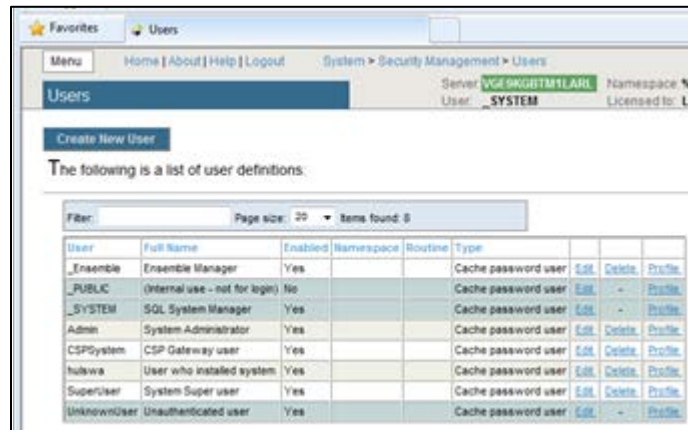 Favorites Users
Menu Home | About | Help | Logout System > Security Management > Users
Users Server: VGE9KGBTM1LARL Namespace:
User: _SYSTEM Licensed to:
Create New User
The following is a list of user definitions:
Filter: Page size: 20 Items found: 8
User Full Name Enabled Namespace Routine Type
_Ensemble Ensemble Manager Yes Cache password user Edit Delete Profile
_PUBLIC (Internal use - not for login) No Cache password user Edit - Profile
_SYSTEM SQL System Manager Yes Cache password user Edit - Profile
Admin System Administrator Yes Cache password user Edit Delete Profile
CSPSystem CSP Gateway user Yes Cache password user Edit Delete Profile
hulswa User who installed system Yes Cache password user Edit Delete Profile
SuperUser System Super user Yes Cache password user Edit Delete Profile
UnknownUser Unauthenticated user Yes Cache password user Edit - Profile